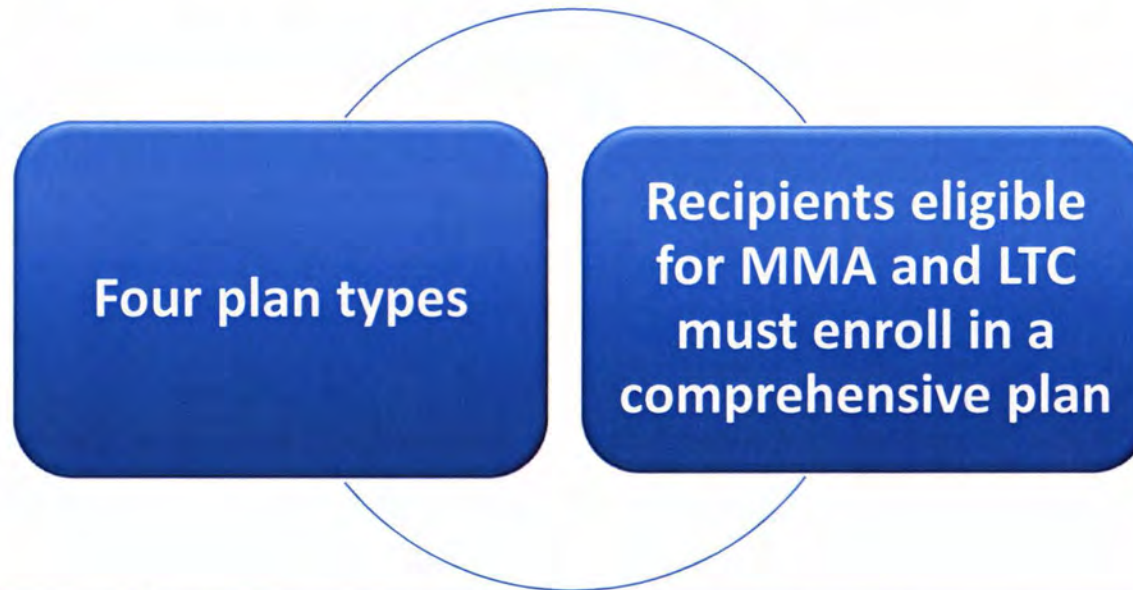 Four plan types
Recipients eligible
for MMA and LTC
must enroll in a
comprehensive plan